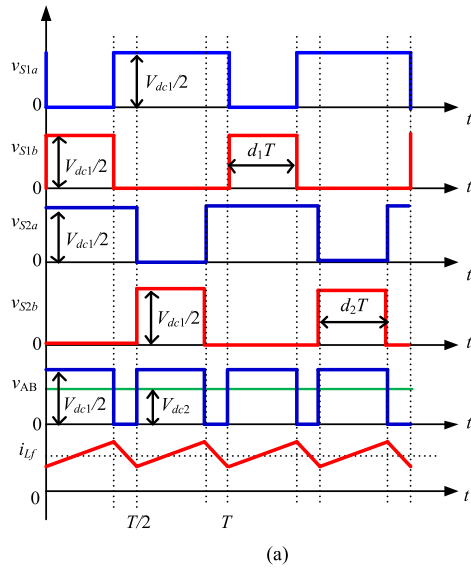 vS1a
Vdc1/2
0
t
vS1b
Vdc1/2
d1T
0
t
vS2a
Vdc1/2
0
t
vS2b
Vdc1/2
d2T
0
t
vAB
Vdc1/2
Vdc2
0
t
iLf
0
t
T/2
T
(a)